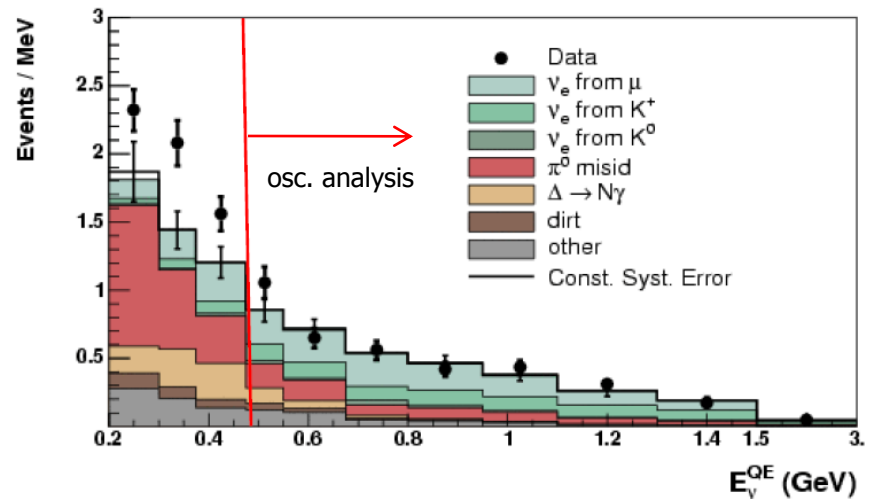 Events / MeV
3
2.5
2
1.5
1
0.5
Data
νₑ from μ
νₑ from K⁺
νₑ from K⁰
π⁰ misid
Δ → Nγ
dirt
other
Const. Syst. Error
osc. analysis
0.2 0.4 0.6 0.8 1 1.2 1.4 1.5 3.
E_ν^QE (GeV)